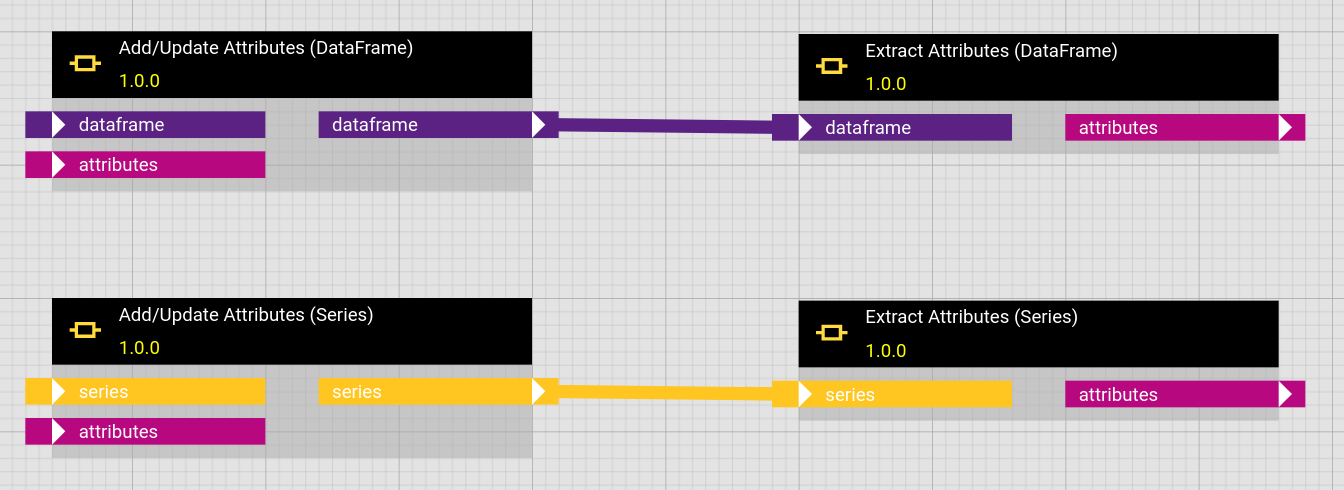 Add/Update Attributes (DataFrame)
1.0.0
dataframe
dataframe
attributes
Extract Attributes (DataFrame)
1.0.0
dataframe
attributes
Add/Update Attributes (Series)
1.0.0
series
series
attributes
Extract Attributes (Series)
1.0.0
series
attributes